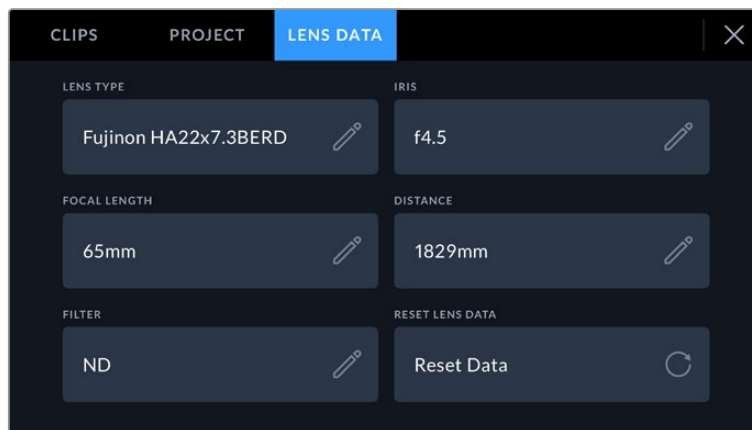 CLIPS PROJECT LENS DATA
LENS TYPE IRIS
Fujinon HA22x7.3BERD f4.5
FOCAL LENGTH DISTANCE
65mm 1829mm
FILTER RESET LENS DATA
ND Reset Data